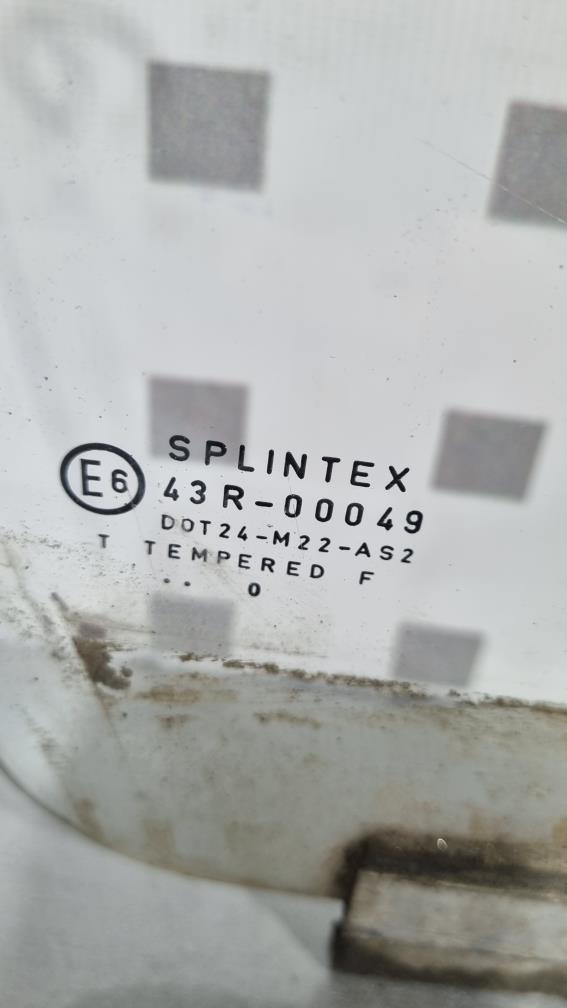 SPLINTEX
E6 43R-00049
DOT24-M22-AS2
T TEMPERED F
.. 0